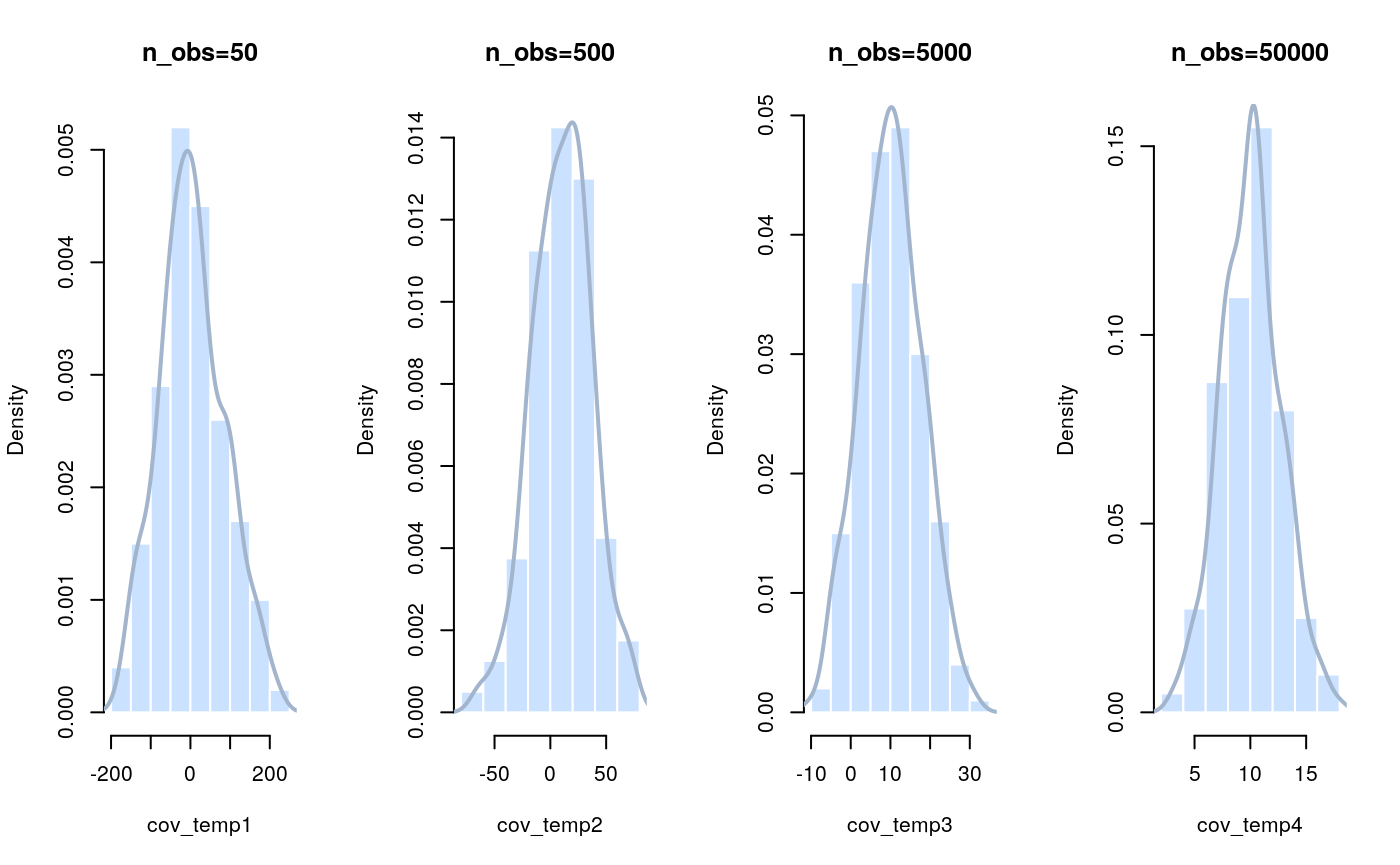 n_obs=50
Density
0.000 0.001 0.002 0.003 0.004 0.005
-200 0 200
cov_temp1
n_obs=500
Density
0.000 0.002 0.004 0.006 0.008 0.010 0.012 0.014
-50 0 50
cov_temp2
n_obs=5000
Density
0.00 0.01 0.02 0.03 0.04 0.05
-10 0 10 30
cov_temp3
n_obs=50000
Density
0.00 0.05 0.10 0.15
5 10 15
cov_temp4